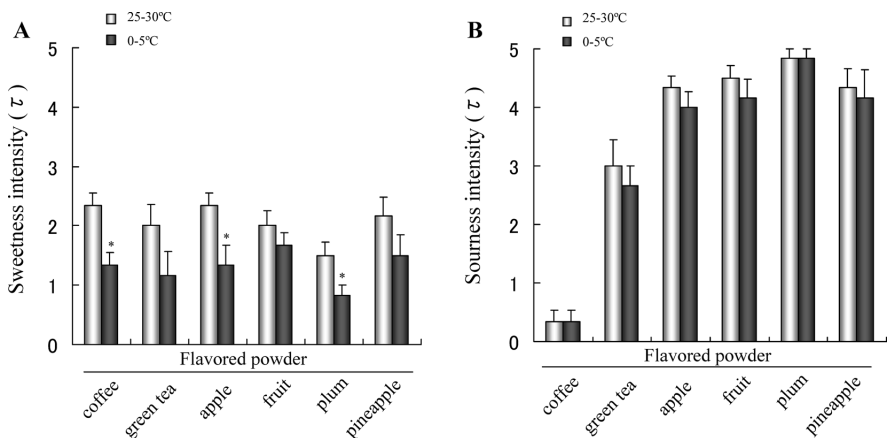 A
25-30ºC
0-5ºC
Sweetness intensity ( τ )
5
4
3
2
1
0
*
*
*
Flavored powder
coffee
green tea
apple
fruit
plum
pineapple
B
25-30ºC
0-5ºC
Sourness intensity ( τ )
5
4
3
2
1
0
Flavored powder
coffee
green tea
apple
fruit
plum
pineapple